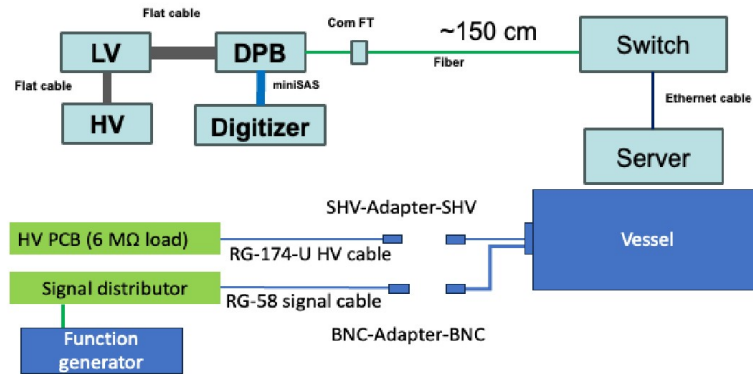 Flat cable
Com FT
~150 cm
LV
DPB
Switch
Fiber
Flat cable
miniSAS
Ethernet cable
HV
Digitizer
Server
SHV-Adapter-SHV
HV PCB (6 MΩ load)
Vessel
RG-174-U HV cable
Signal distributor
RG-58 signal cable
BNC-Adapter-BNC
Function
generator